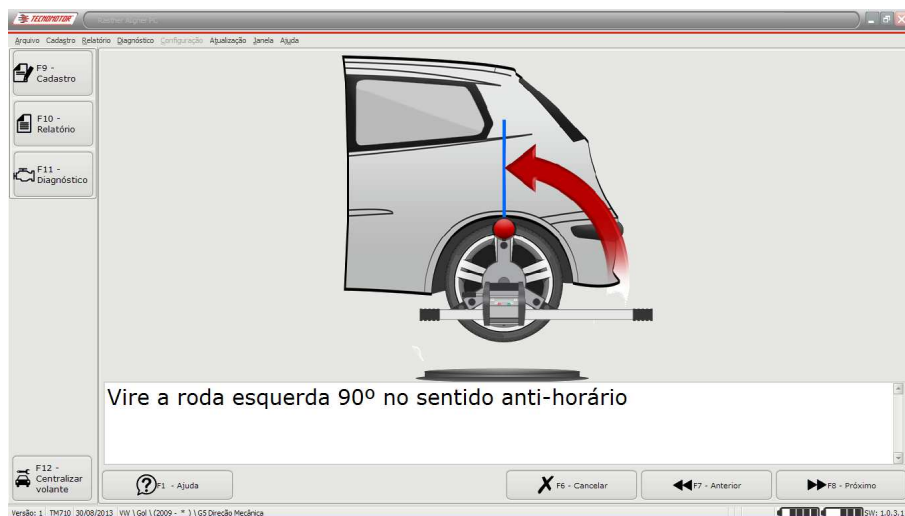 TECNOMOTOR
Arquivo Cadastro Relatório Diagnóstico Configuração Atualização Janela Ajuda
F9 -
Cadastro
F10 -
Relatório
F11 -
Diagnóstico
Vire a roda esquerda 90º no sentido anti-horário
F12 -
Centralizar
volante
F1 - Ajuda
F6 - Cancelar
F7 - Anterior
F8 - Próximo
Versão: 1 TM710 30/08/2013 VW \ Gol \ (2009 - * ) \ G5 Direcão Mecânica
SW: 1.0.3.1